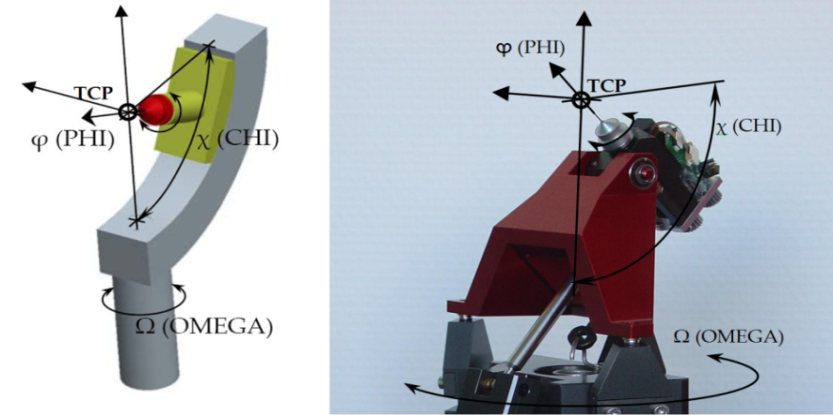 TCP
φ (PHI)
χ (CHI)
Ω (OMEGA)
φ (PHI)
TCP
χ (CHI)
Ω (OMEGA)